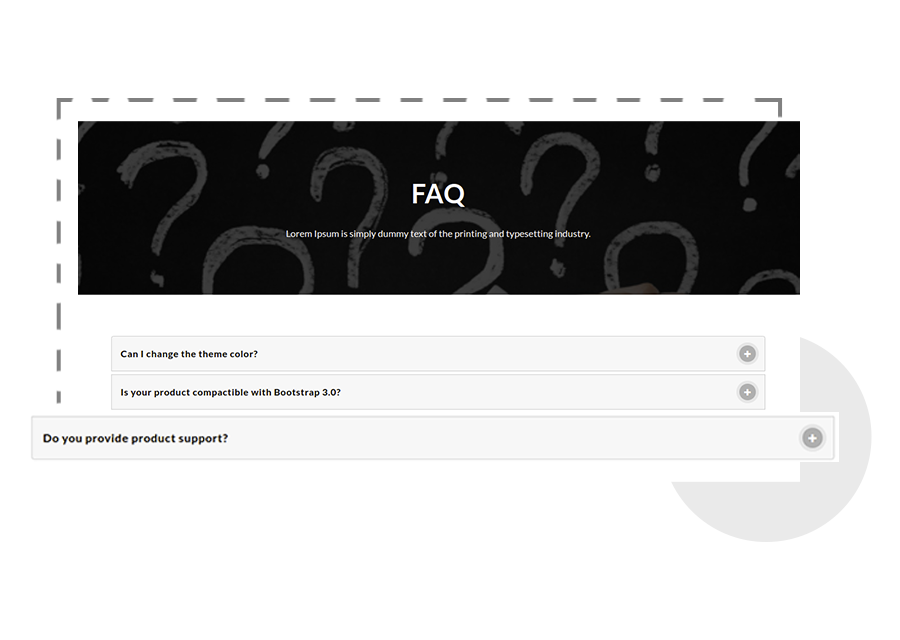 FAQ
Lorem Ipsum is simply dummy text of the printing and typesetting industry.
Can I change the theme color?
Is your product compactible with Bootstrap 3.0?
Do you provide product support?